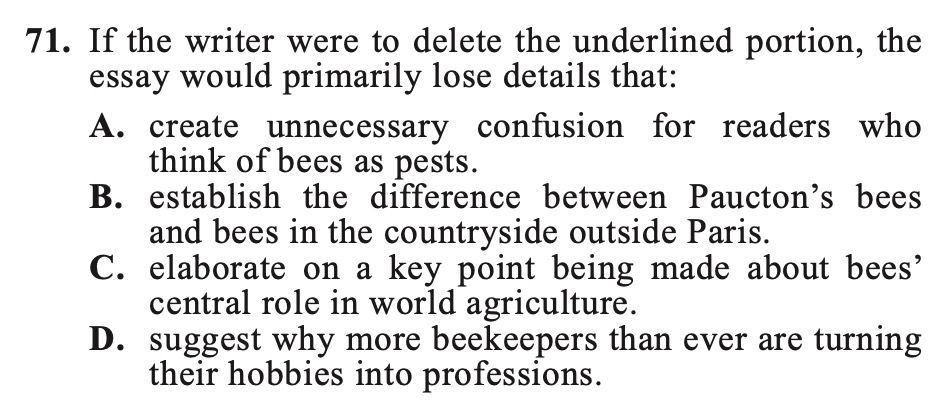 71. If the writer were to delete the underlined portion, the
essay would primarily lose details that:
A. create unnecessary confusion for readers who
think of bees as pests.
B. establish the difference between Paucton’s bees
and bees in the countryside outside Paris.
C. elaborate on a key point being made about bees’
central role in world agriculture.
D. suggest why more beekeepers than ever are turning
their hobbies into professions.